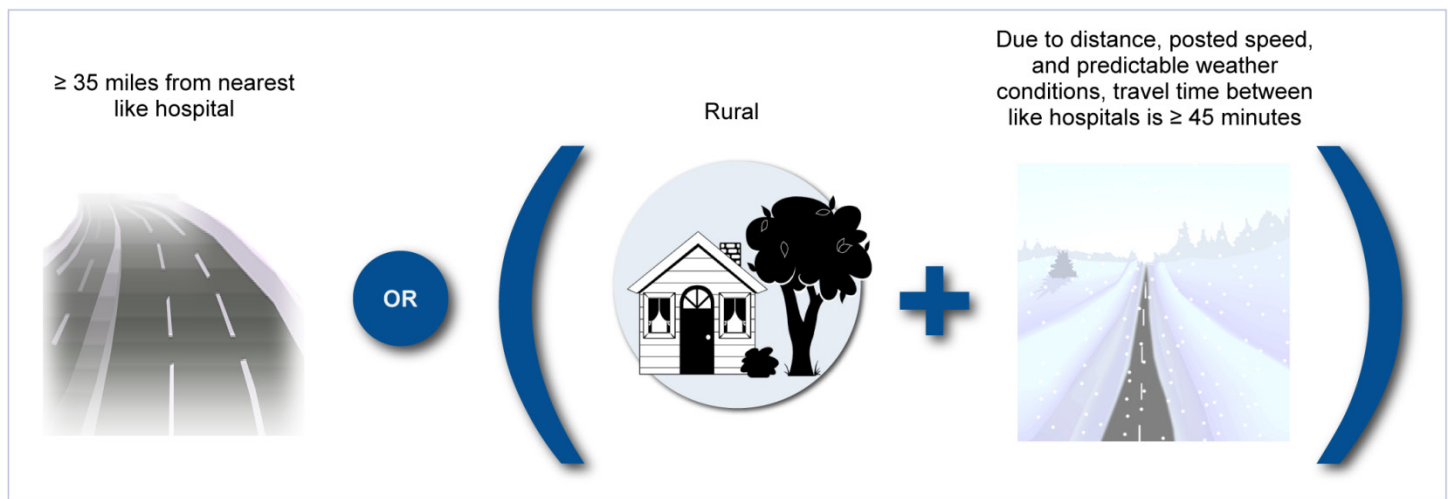 ≥ 35 miles from nearest
like hospital
OR
Rural
Due to distance, posted speed,
and predictable weather
conditions, travel time between
like hospitals is ≥ 45 minutes